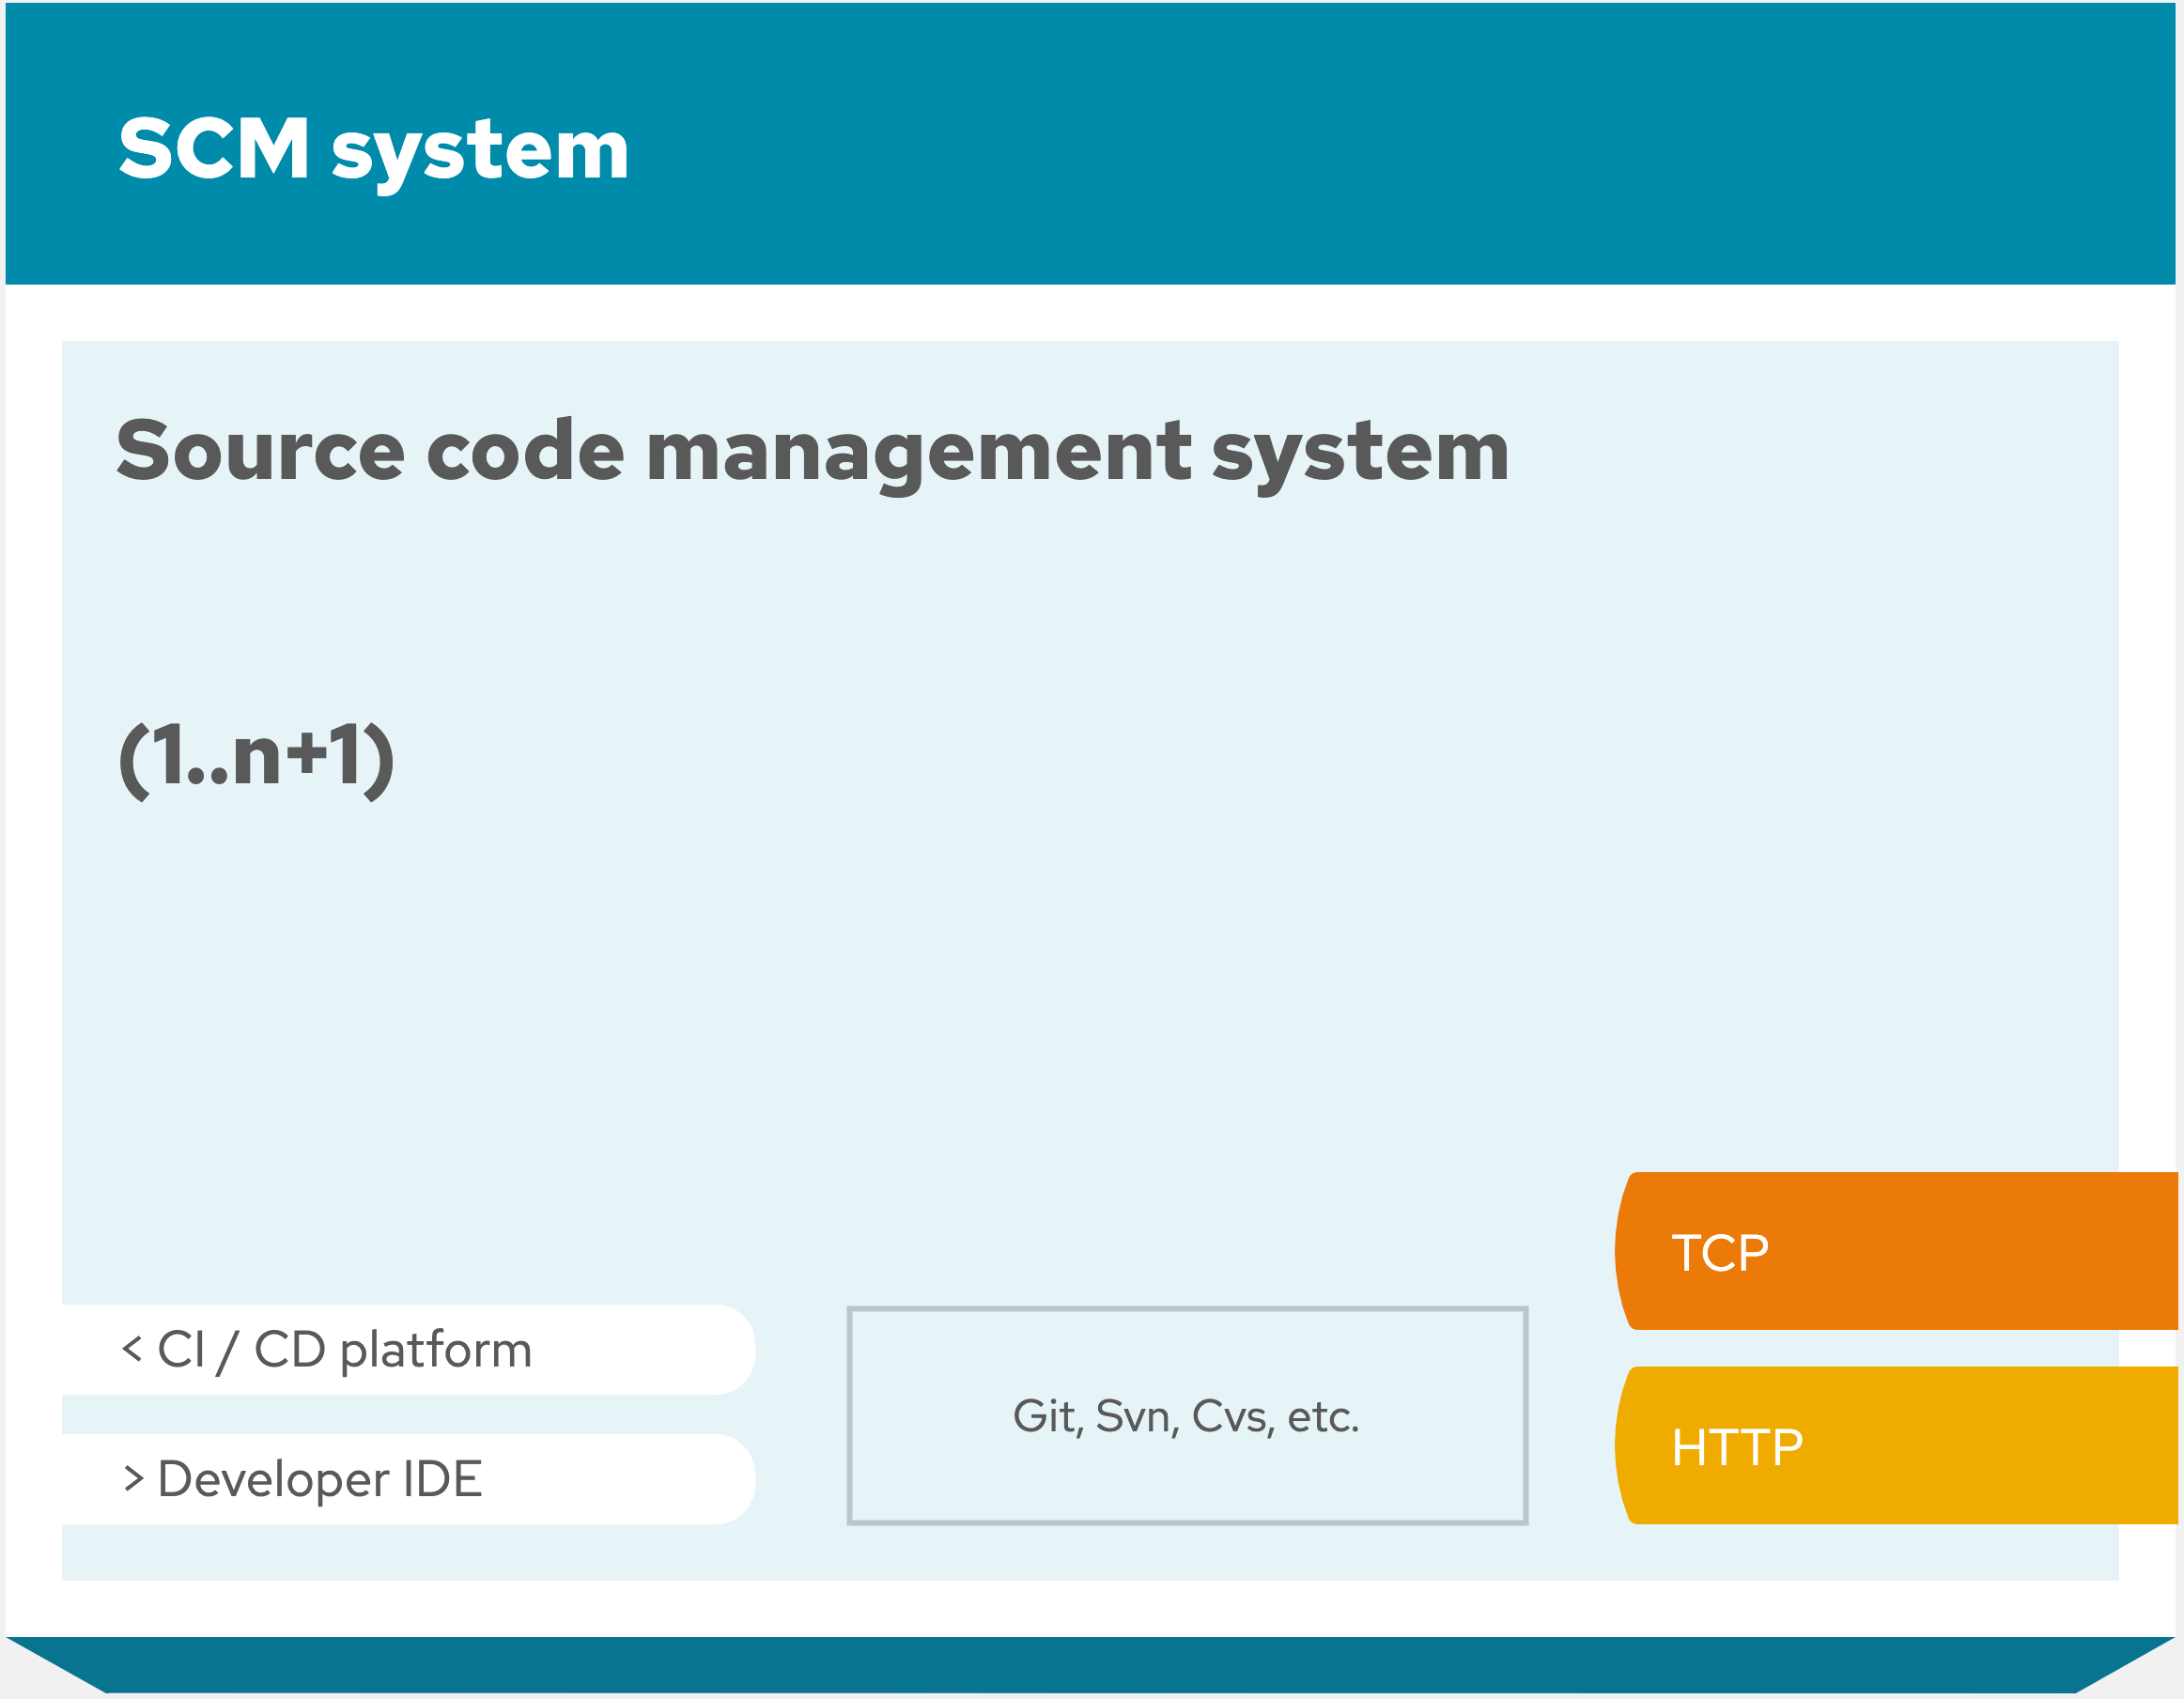 SCM system
Source code management system
(1..n+1)
TCP
< CI / CD platform
Git, Svn, Cvs, etc.
HTTP
> Developer IDE